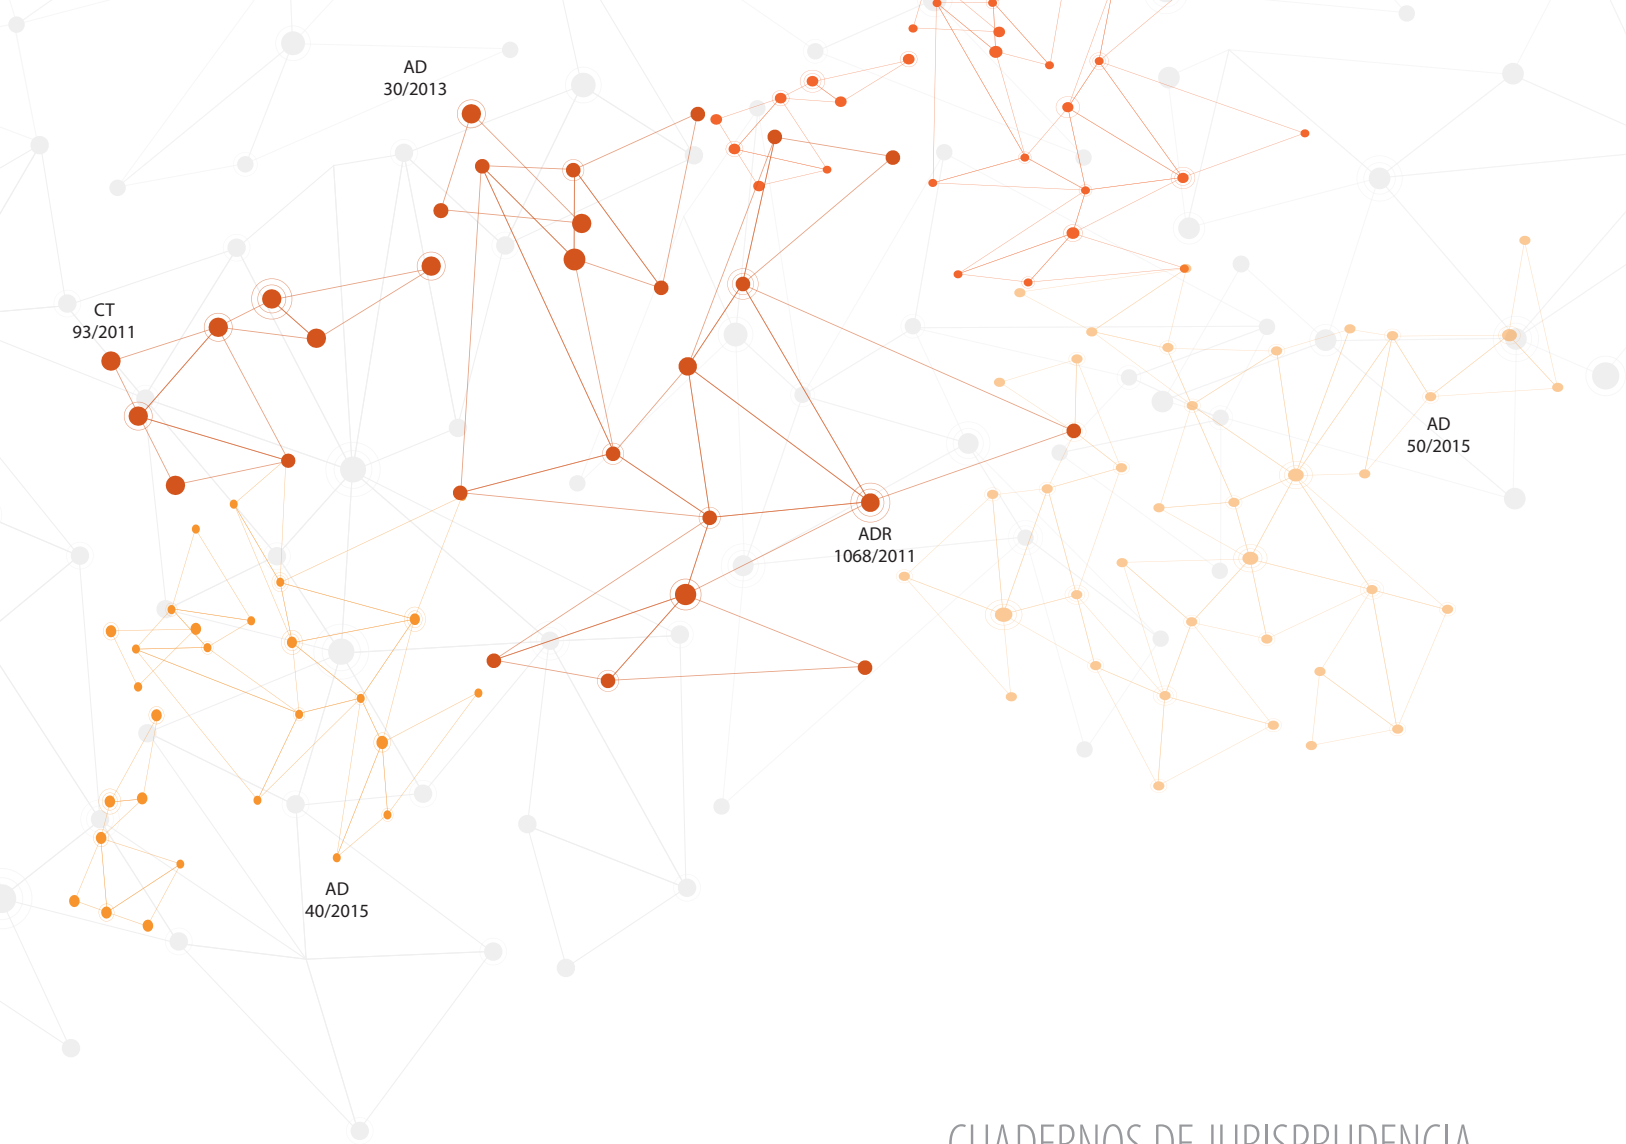 AD
30/2013
CT
93/2011
AD
50/2015
ADR
1068/2011
AD
40/2015
CUADERNOS DE JURISPRUDENCIA